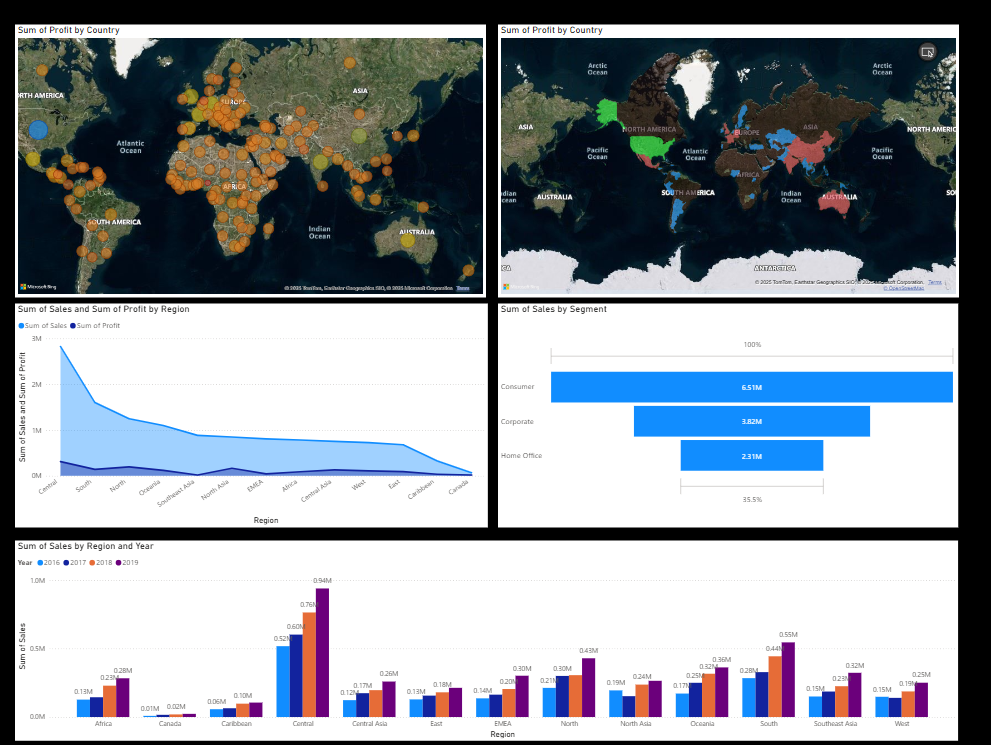 Sum of Profit by Country
NORTH AMERICA
EUROPE
ASIA
Atlantic
Ocean
AFRICA
SOUTH AMERICA
Indian
Ocean
AUSTRALIA
Microsoft Bing
© 2025 TomTom, Earthstar Geographics SIO, © 2025 Microsoft Corporation Terms
Sum of Profit by Country
Arctic
Ocean
Arctic
Ocean
ASIA
NORTH AMERICA
EUROPE
ASIA
NORTH AMERIC
Pacific
Ocean
Atlantic
Ocean
Pacific
Ocean
AFRICA
ndian
Ocean
AUSTRALIA
SOUTH AMERICA
Indian
Ocean
AUSTRALIA
SO
CA
ANTARCTICA
© 2025 TomTom, Earthstar Geographics SIO, Microsoft Corporation, Terms
© OpenStreetMap
Sum of Sales and Sum of Profit by Region
Sum of Sales Sum of Profit
Sum of Sales and Sum of Profit
3M
2M
1M
0M
Central South North Oceania Southeast Asia North Asia EMEA Africa Central Asia West East Caribbean Canada
Region
Sum of Sales by Segment
100%
Consumer 6.51M
Corporate 3.82M
Home Office 2.31M
35.5%
Sum of Sales by Region and Year
Year 2016 2017 2018 2019
Sum of Sales
1.0M
0.5M
0.0M
0.13M 0.23M 0.28M
0.01M 0.02M
0.06M 0.10M
0.52M 0.60M 0.76M 0.94M
0.12M 0.17M 0.26M
0.13M 0.18M
0.14M 0.20M 0.30M
0.21M 0.30M 0.43M
0.19M 0.24M
0.17M 0.25M 0.32M 0.36M
0.28M 0.44M 0.55M
0.15M 0.23M 0.32M
0.15M 0.19M 0.25M
Africa Canada Caribbean Central Central Asia East EMEA North North Asia Oceania South Southeast Asia West
Region